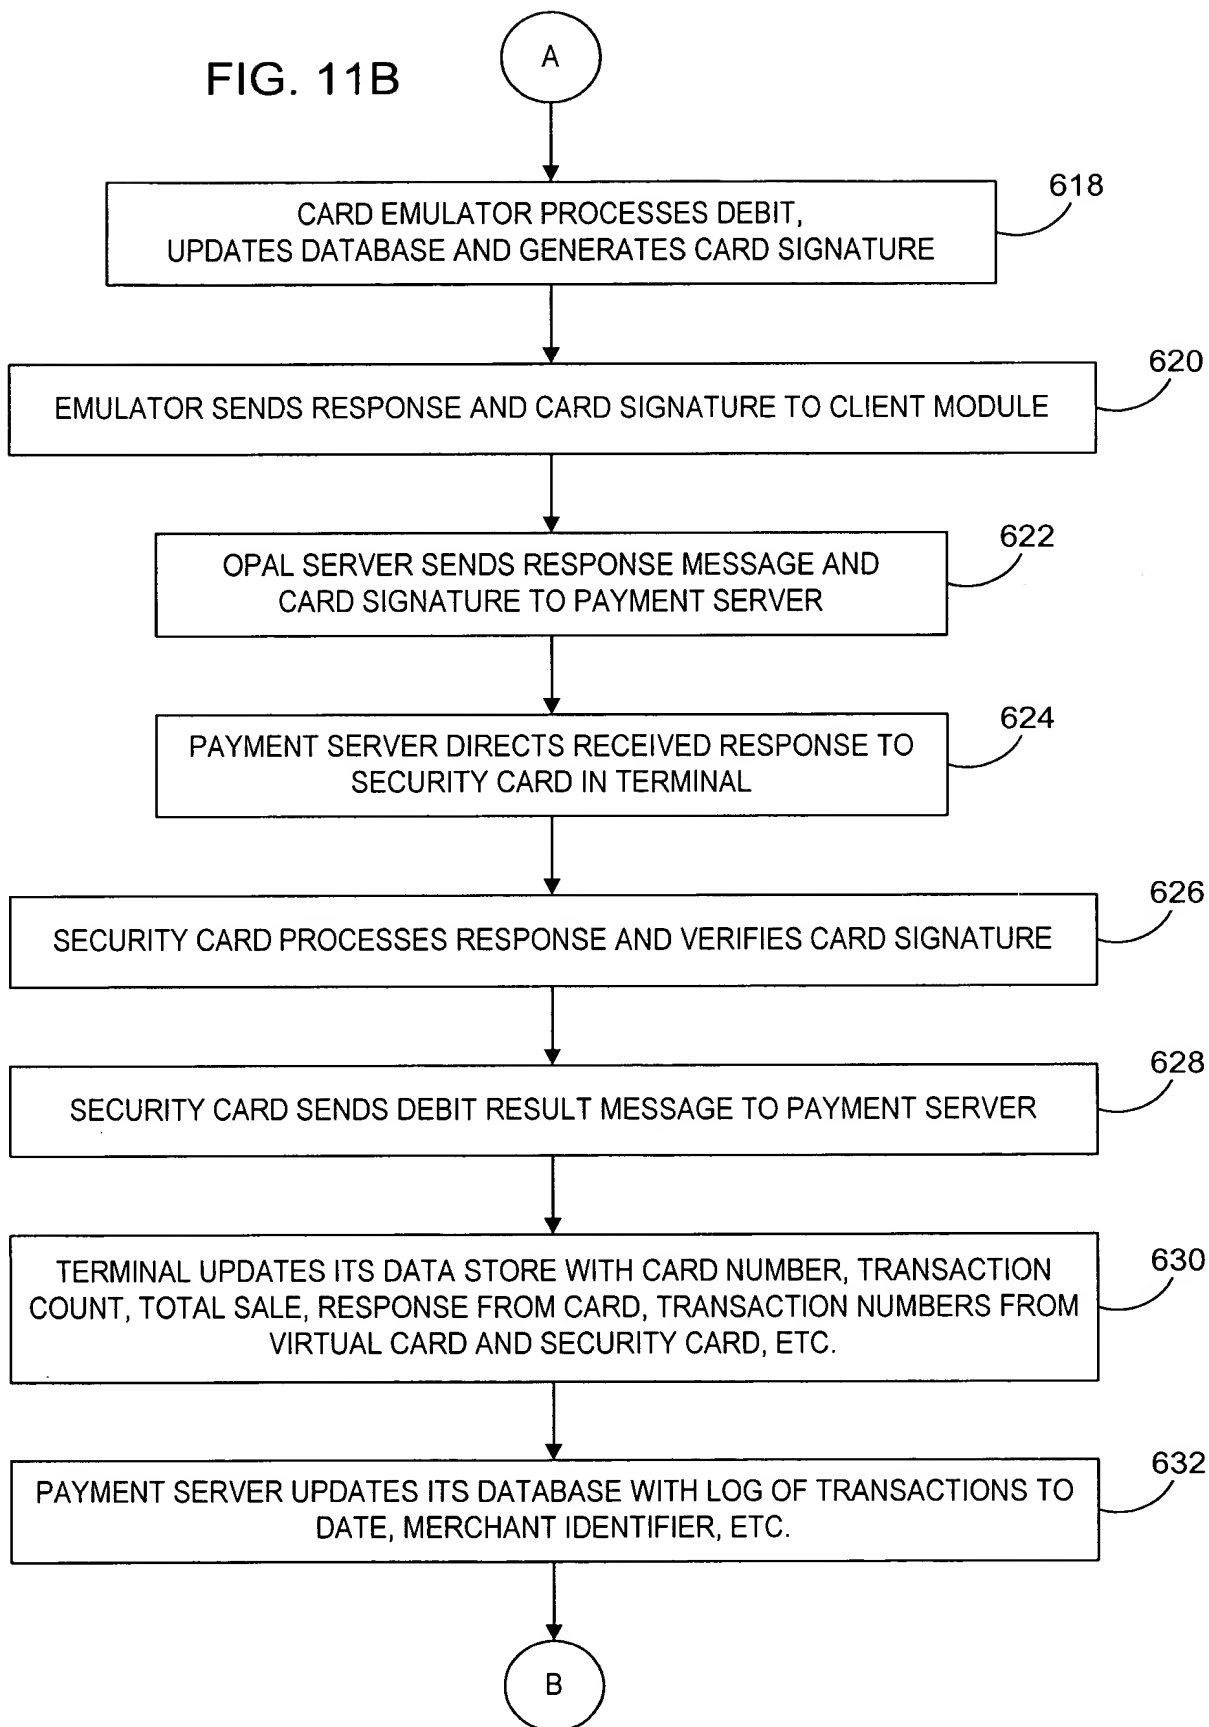 FIG. 11B
A
618
CARD EMULATOR PROCESSES DEBIT,
UPDATES DATABASE AND GENERATES CARD SIGNATURE
620
EMULATOR SENDS RESPONSE AND CARD SIGNATURE TO CLIENT MODULE
622
OPAL SERVER SENDS RESPONSE MESSAGE AND
CARD SIGNATURE TO PAYMENT SERVER
624
PAYMENT SERVER DIRECTS RECEIVED RESPONSE TO
SECURITY CARD IN TERMINAL
626
SECURITY CARD PROCESSES RESPONSE AND VERIFIES CARD SIGNATURE
628
SECURITY CARD SENDS DEBIT RESULT MESSAGE TO PAYMENT SERVER
630
TERMINAL UPDATES ITS DATA STORE WITH CARD NUMBER, TRANSACTION
COUNT, TOTAL SALE, RESPONSE FROM CARD, TRANSACTION NUMBERS FROM
VIRTUAL CARD AND SECURITY CARD, ETC.
632
PAYMENT SERVER UPDATES ITS DATABASE WITH LOG OF TRANSACTIONS TO
DATE, MERCHANT IDENTIFIER, ETC.
B